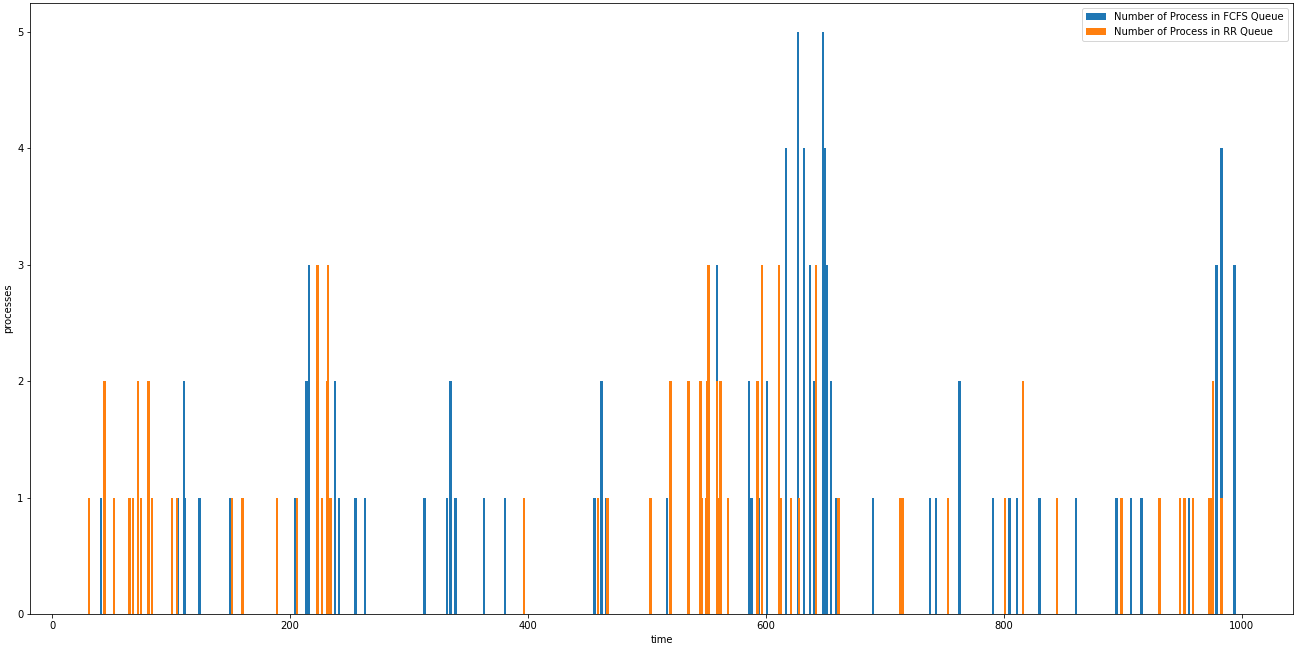 Number of Process in FCFS Queue
Number of Process in RR Queue
5
4
3
2
1
0
processes
0 200 400 600 800 1000
time